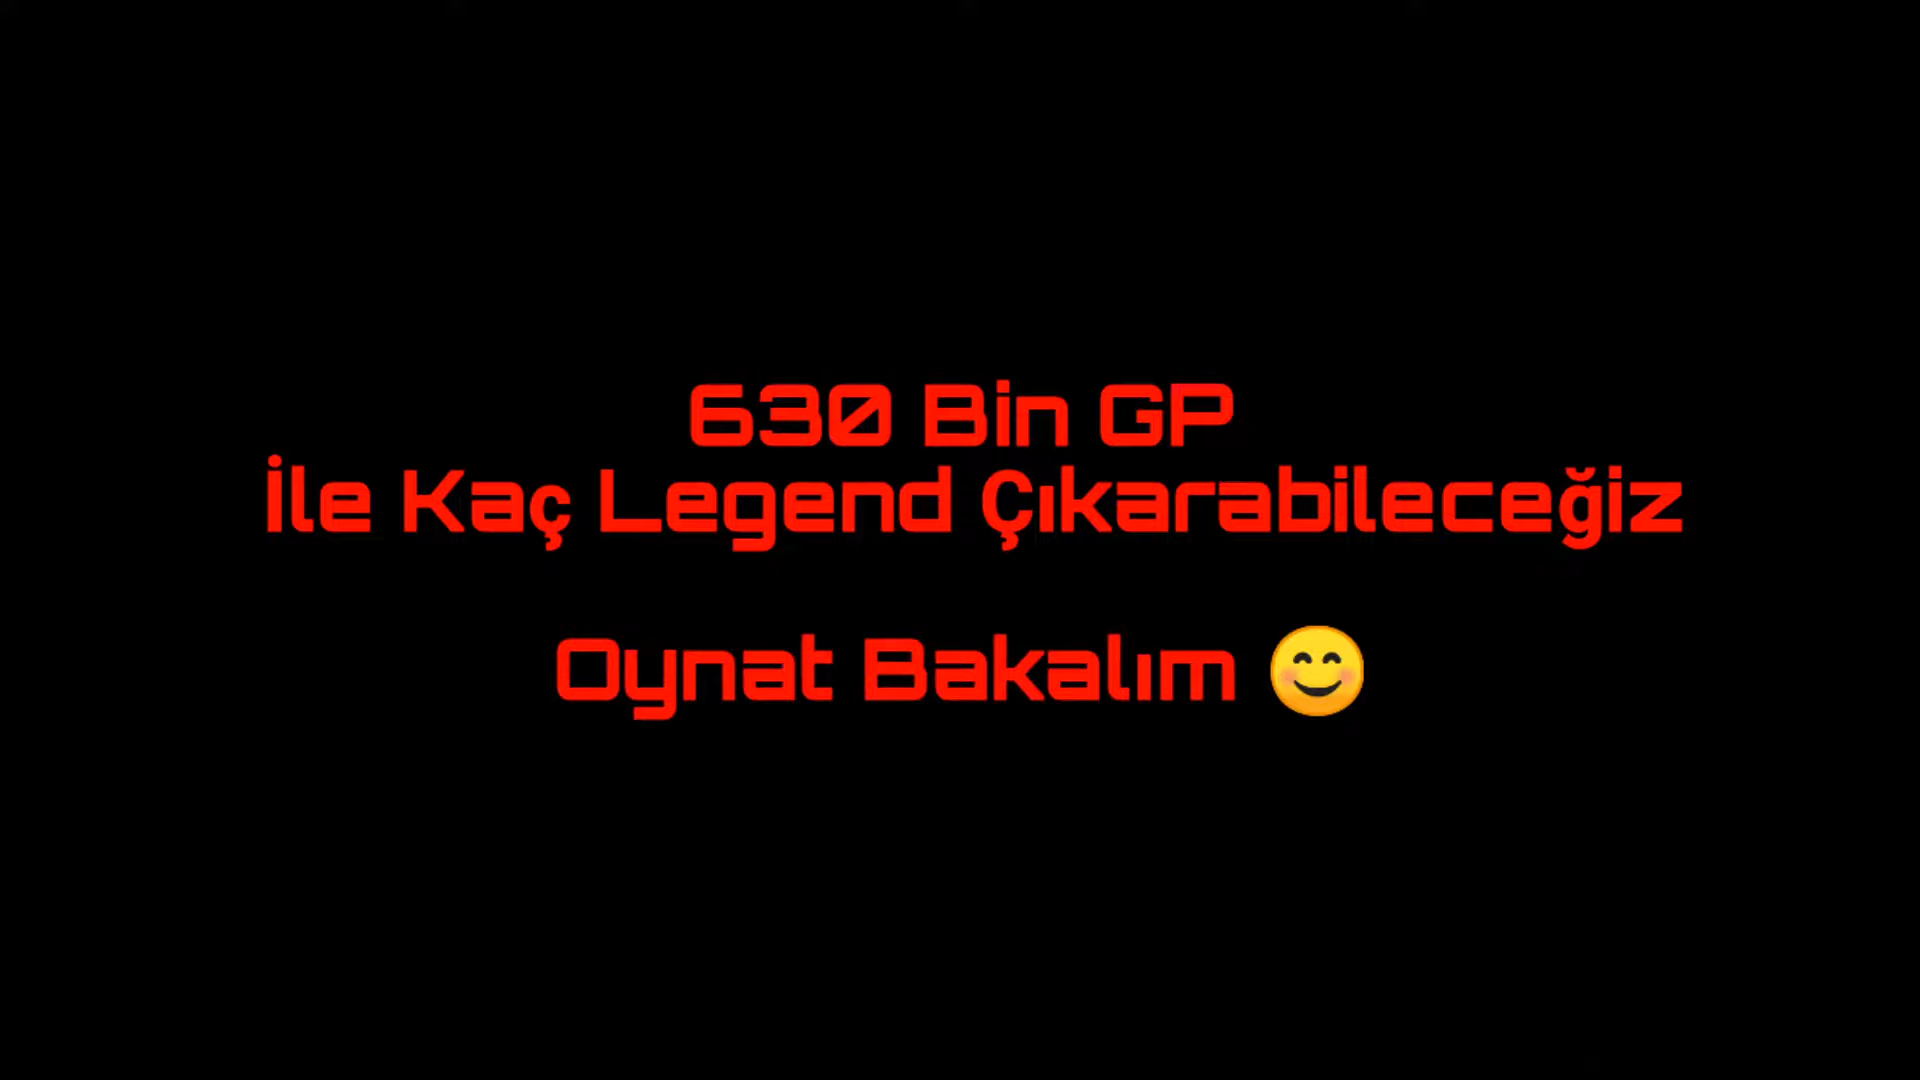 630 Bin GP
İle Kaç Legend Çıkarabileceğiz
Oynat Bakalım 😊